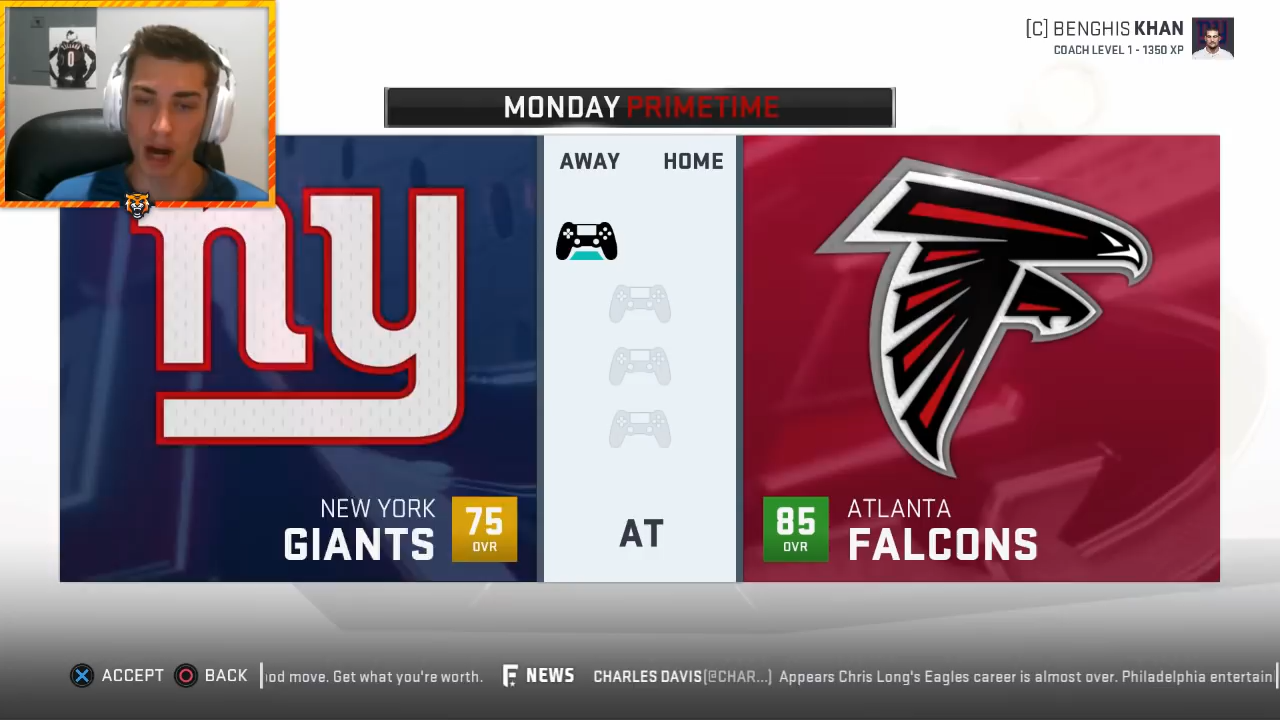 [C] BENGHIS KHAN
COACH LEVEL 1 - 1350 XP
MONDAY PRIMETIME
AWAY HOME
ny
NEW YORK
GIANTS
75
OVR
AT
85
OVR
ATLANTA
FALCONS
ACCEPT BACK od move. Get what you're worth. F NEWS CHARLES DAVIS [@CHAR...] Appears Chris Long's Eagles career is almost over. Philadelphia entertain